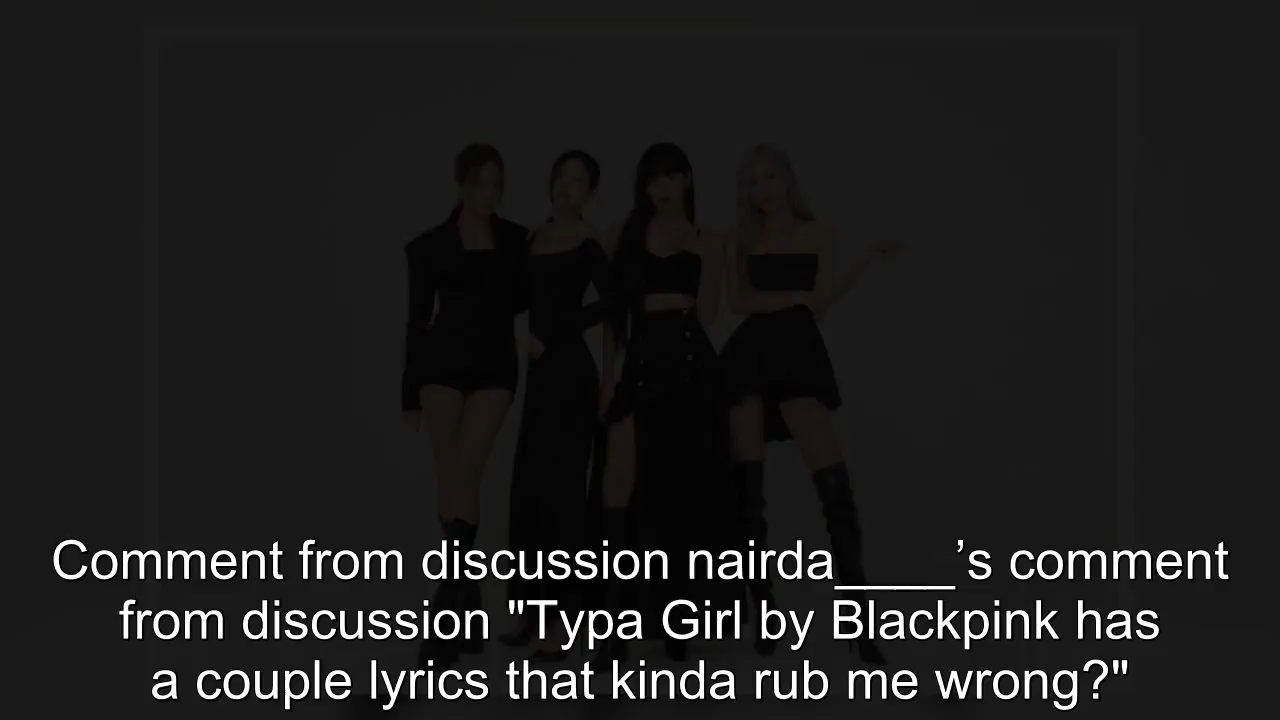 Comment from discussion nairda____’s comment
from discussion "Typa Girl by Blackpink has
a couple lyrics that kinda rub me wrong?"